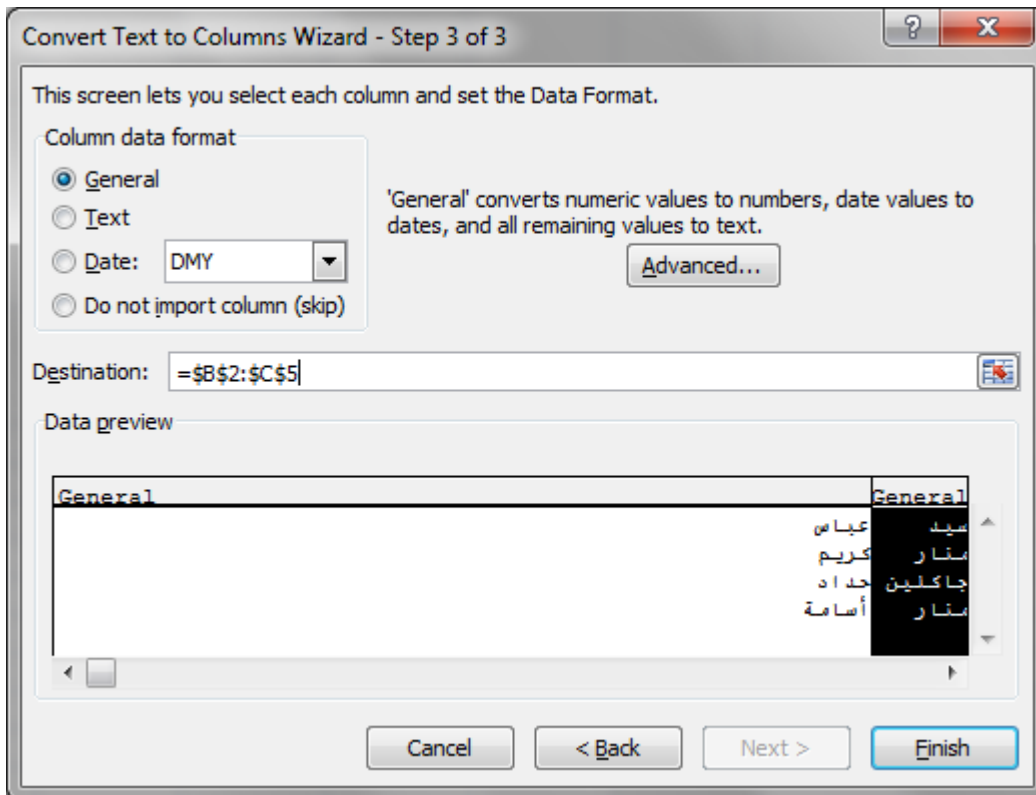 Convert Text to Columns Wizard - Step 3 of 3
This screen lets you select each column and set the Data Format.
Column data format
General
Text
Date: DMY
Do not import column (skip)
'General' converts numeric values to numbers, date values to
dates, and all remaining values to text.
Advanced...
Destination: =$B$2:$C$5
Data preview
General General
سيد عباس
منار كريم
جاكلين حداد
منار أسامة
Cancel < Back Next > Finish